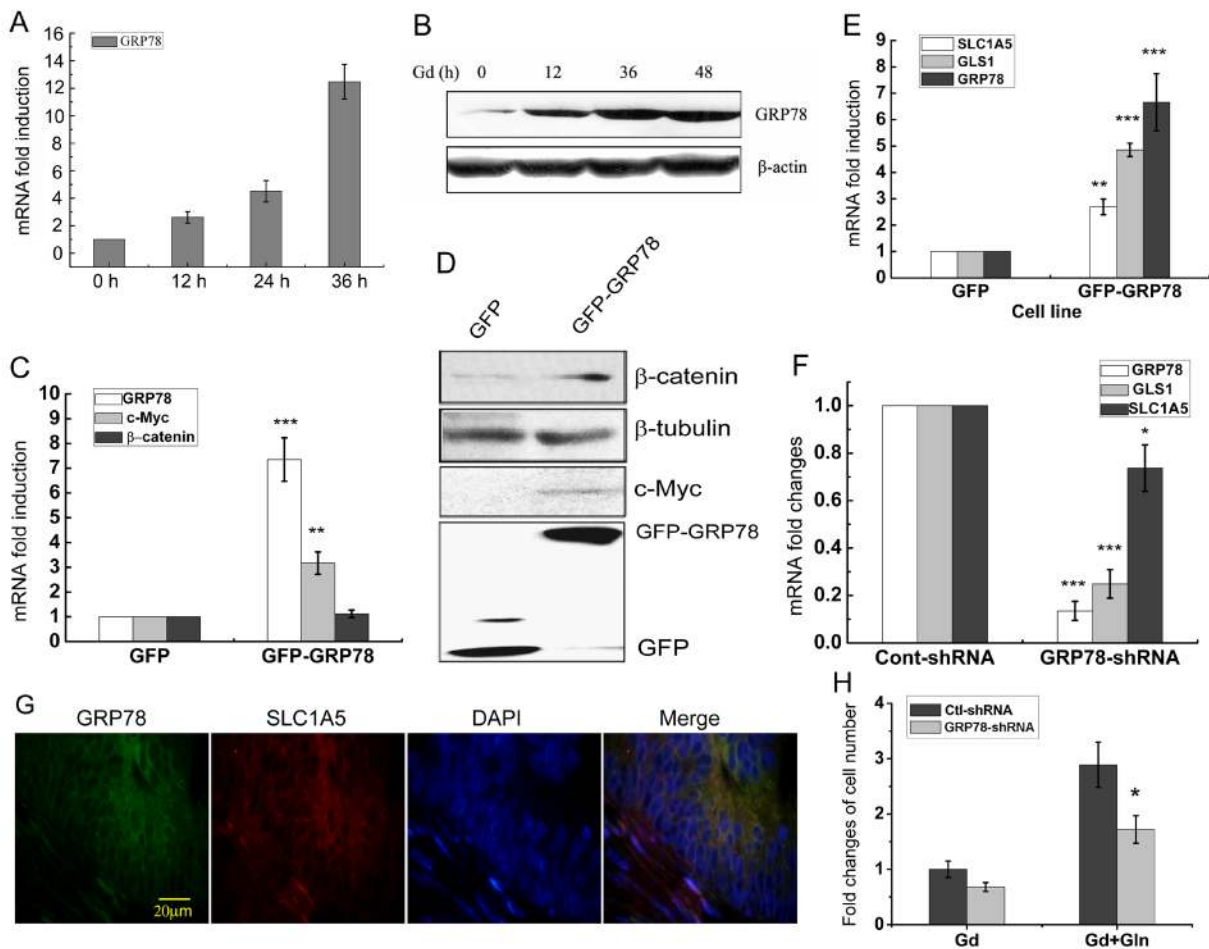 A
GRP78
mRNA fold induction
16
14
12
10
8
6
4
2
0
0 h
12 h
24 h
36 h
B
Gd (h) 0 12 36 48
GRP78
β-actin
C
GRP78
c-Myc
β-catenin
mRNA fold induction
10
9
8
7
6
5
4
3
2
1
0
***
**
GFP
GFP-GRP78
D
GFP
GFP-GRP78
β-catenin
β-tubulin
c-Myc
GFP-GRP78
GFP
E
SLC1A5
GLS1
GRP78
mRNA fold induction
9
8
7
6
5
4
3
2
1
0
**
***
***
GFP
GFP-GRP78
Cell line
F
GRP78
GLS1
SLC1A5
mRNA fold changes
1.0
0.8
0.6
0.4
0.2
0.0
***
***
*
Cont-shRNA
GRP78-shRNA
G
GRP78
SLC1A5
DAPI
Merge
20μm
H
Ctl-shRNA
GRP78-shRNA
Fold changes of cell number
4
3
2
1
0
*
Gd
Gd+Gln